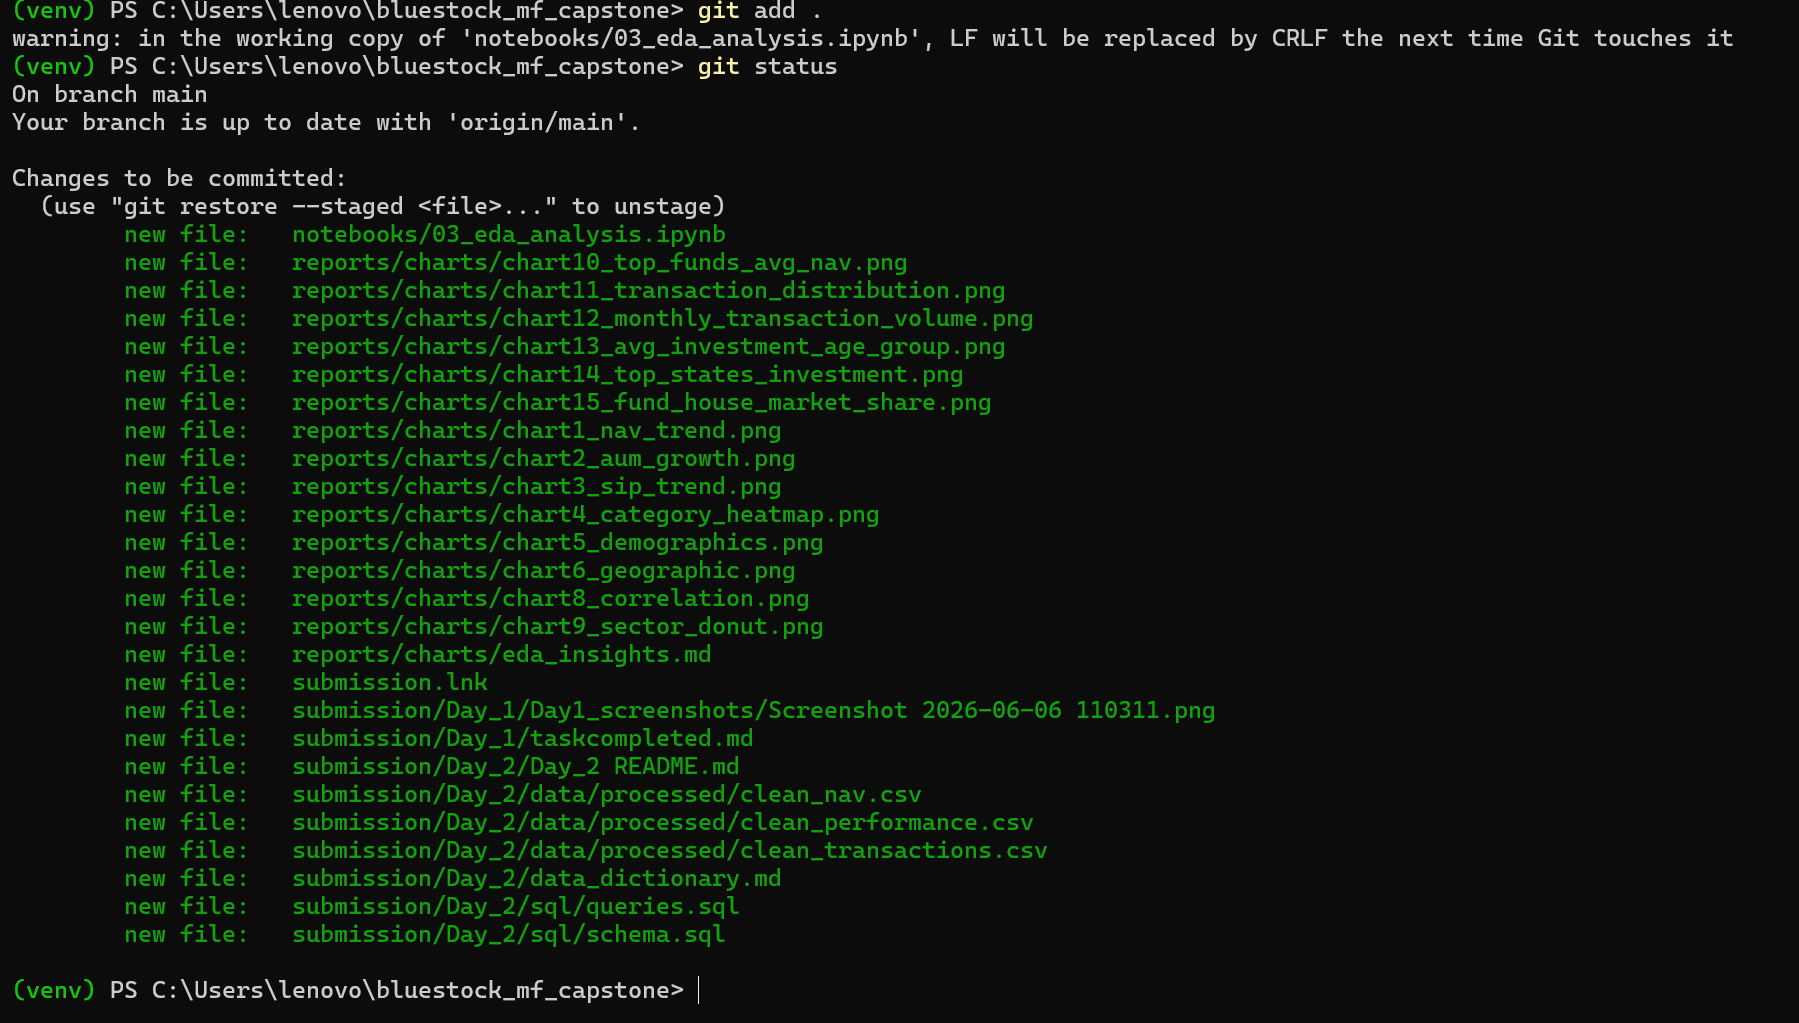 (venv) PS C:\Users\lenovo\bluestock_mf_capstone> git add .
warning: in the working copy of 'notebooks/03_eda_analysis.ipynb', LF will be replaced by CRLF the next time Git touches it
(venv) PS C:\Users\lenovo\bluestock_mf_capstone> git status
On branch main
Your branch is up to date with 'origin/main'.

Changes to be committed:
  (use "git restore --staged <file>..." to unstage)
        new file:   notebooks/03_eda_analysis.ipynb
        new file:   reports/charts/chart10_top_funds_avg_nav.png
        new file:   reports/charts/chart11_transaction_distribution.png
        new file:   reports/charts/chart12_monthly_transaction_volume.png
        new file:   reports/charts/chart13_avg_investment_age_group.png
        new file:   reports/charts/chart14_top_states_investment.png
        new file:   reports/charts/chart15_fund_house_market_share.png
        new file:   reports/charts/chart1_nav_trend.png
        new file:   reports/charts/chart2_aum_growth.png
        new file:   reports/charts/chart3_sip_trend.png
        new file:   reports/charts/chart4_category_heatmap.png
        new file:   reports/charts/chart5_demographics.png
        new file:   reports/charts/chart6_geographic.png
        new file:   reports/charts/chart8_correlation.png
        new file:   reports/charts/chart9_sector_donut.png
        new file:   reports/charts/eda_insights.md
        new file:   submission.lnk
        new file:   submission/Day_1/Day1_screenshots/Screenshot 2026-06-06 110311.png
        new file:   submission/Day_1/taskcompleted.md
        new file:   submission/Day_2/Day_2 README.md
        new file:   submission/Day_2/data/processed/clean_nav.csv
        new file:   submission/Day_2/data/processed/clean_performance.csv
        new file:   submission/Day_2/data/processed/clean_transactions.csv
        new file:   submission/Day_2/data_dictionary.md
        new file:   submission/Day_2/sql/queries.sql
        new file:   submission/Day_2/sql/schema.sql

(venv) PS C:\Users\lenovo\bluestock_mf_capstone>